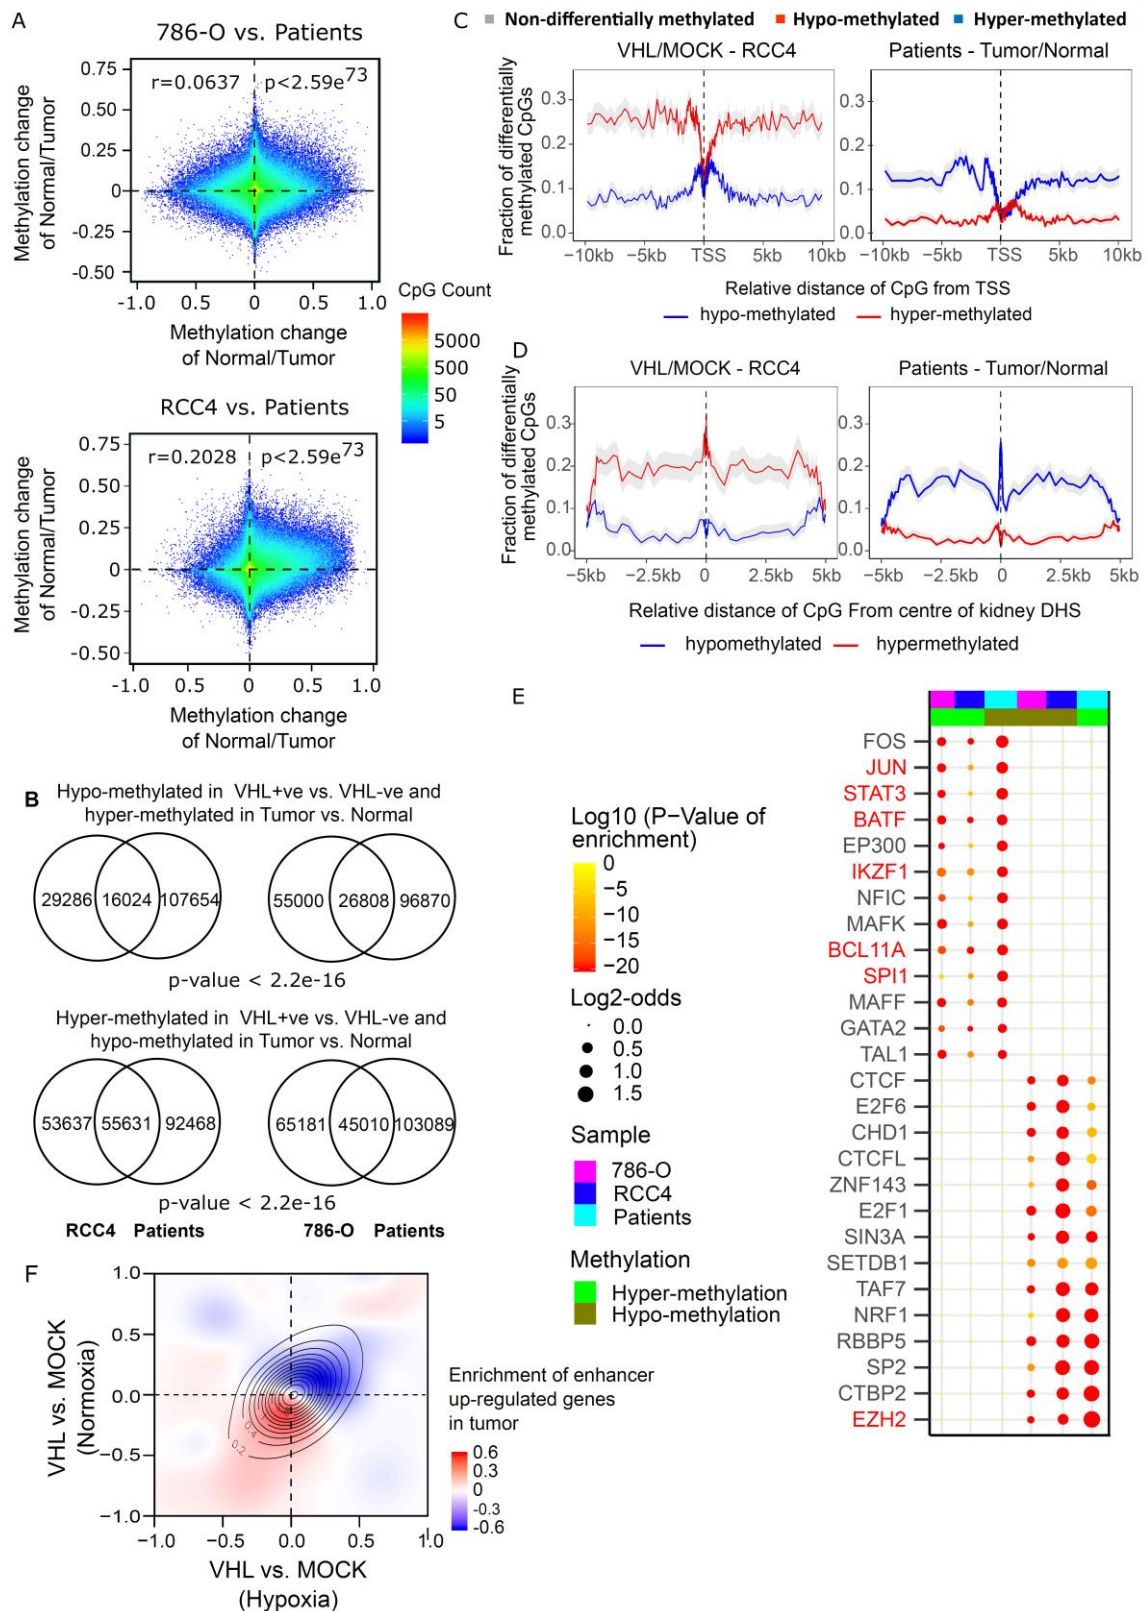 A
786-O vs. Patients
r=0.0637
p<2.59e73
Methylation change
of Normal/Tumor
0.75
0.50
0.25
0
-0.25
-0.50
-1.0
0
0
1.0
Methylation change
of Normal/Tumor
CpG Count
5000
500
50
5
RCC4 vs. Patients
r=0.2028
p<2.59e73
Methylation change
of Normal/Tumor
0.75
0.50
0.25
0
-0.25
-0.50
-1.0
0
0
0
1.0
Methylation change
of Normal/Tumor
B
Hypo-methylated in VHL+ve vs. VHL-ve and
hyper-methylated in Tumor vs. Normal
29286 16024 107654
55000 26808 96870
p-value < 2.2e-16
Hyper-methylated in VHL+ve vs. VHL-ve and
hypo-methylated in Tumor vs. Normal
53637 55631 92468
65181 45010 103089
p-value < 2.2e-16
RCC4 Patients
786-O Patients
C
Non-differentially methylated
Hypo-methylated
Hyper-methylated
VHL/MOCK - RCC4
Patients - Tumor/Normal
Fraction of differentially
methylated CpGs
0.3
0.2
0.1
0.0
−10kb −5kb TSS 5kb 10kb
0.3
0.2
0.1
0.0
−10kb −5kb TSS 5kb 10kb
Relative distance of CpG from TSS
hypo-methylated
hyper-methylated
D
VHL/MOCK - RCC4
Patients - Tumor/Normal
Fraction of differentially
methylated CpGs
0.3
0.2
0.1
0.0
−5kb −2.5kb 0 2.5kb 5kb
0.3
0.2
0.1
0.0
−5kb −2.5kb 0 2.5kb 5kb
Relative distance of CpG From centre of kidney DHS
hypomethylated
hypermethylated
E
FOS
JUN
STAT3
BATF
EP300
IKZF1
NFIC
MAFK
BCL11A
SPI1
MAFF
GATA2
TAL1
CTCF
E2F6
CHD1
CTCFL
ZNF143
E2F1
SIN3A
SETDB1
TAF7
NRF1
RBBP5
SP2
CTBP2
EZH2
Log10 (P−Value of
enrichment)
0
−5
−10
−15
−20
Log2-odds
0.0
0.5
1.0
1.5
Sample
786-O
RCC4
Patients
Methylation
Hyper-methylation
Hypo-methylation
F
VHL vs. MOCK
(Normoxia)
1.0
0.5
0.0
−0.5
−1.0
0.4
0.2
−1.0 −0.5 0.0 0.5 1.0
VHL vs. MOCK
(Hypoxia)
Enrichment of enhancer
up-regulated genes
in tumor
0.6
0.3
0
-0.3
-0.6